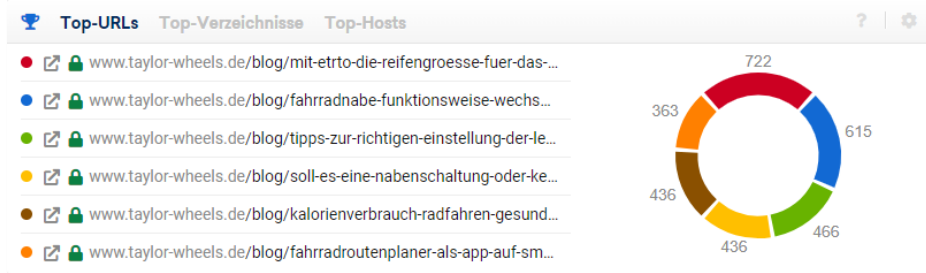 Top-URLs Top-Verzeichnisse Top-Hosts ?
www.taylor-wheels.de/blog/mit-etrto-die-reifengroesse-fuer-das-...
www.taylor-wheels.de/blog/fahrradnabe-funktionsweise-wechs...
www.taylor-wheels.de/blog/tipps-zur-richtigen-einstellung-der-le...
www.taylor-wheels.de/blog/soll-es-eine-nabenschaltung-oder-ke...
www.taylor-wheels.de/blog/kalorienverbrauch-radfahren-gesund...
www.taylor-wheels.de/blog/fahrradroutenplaner-als-app-auf-sm...
722
615
466
436
436
363